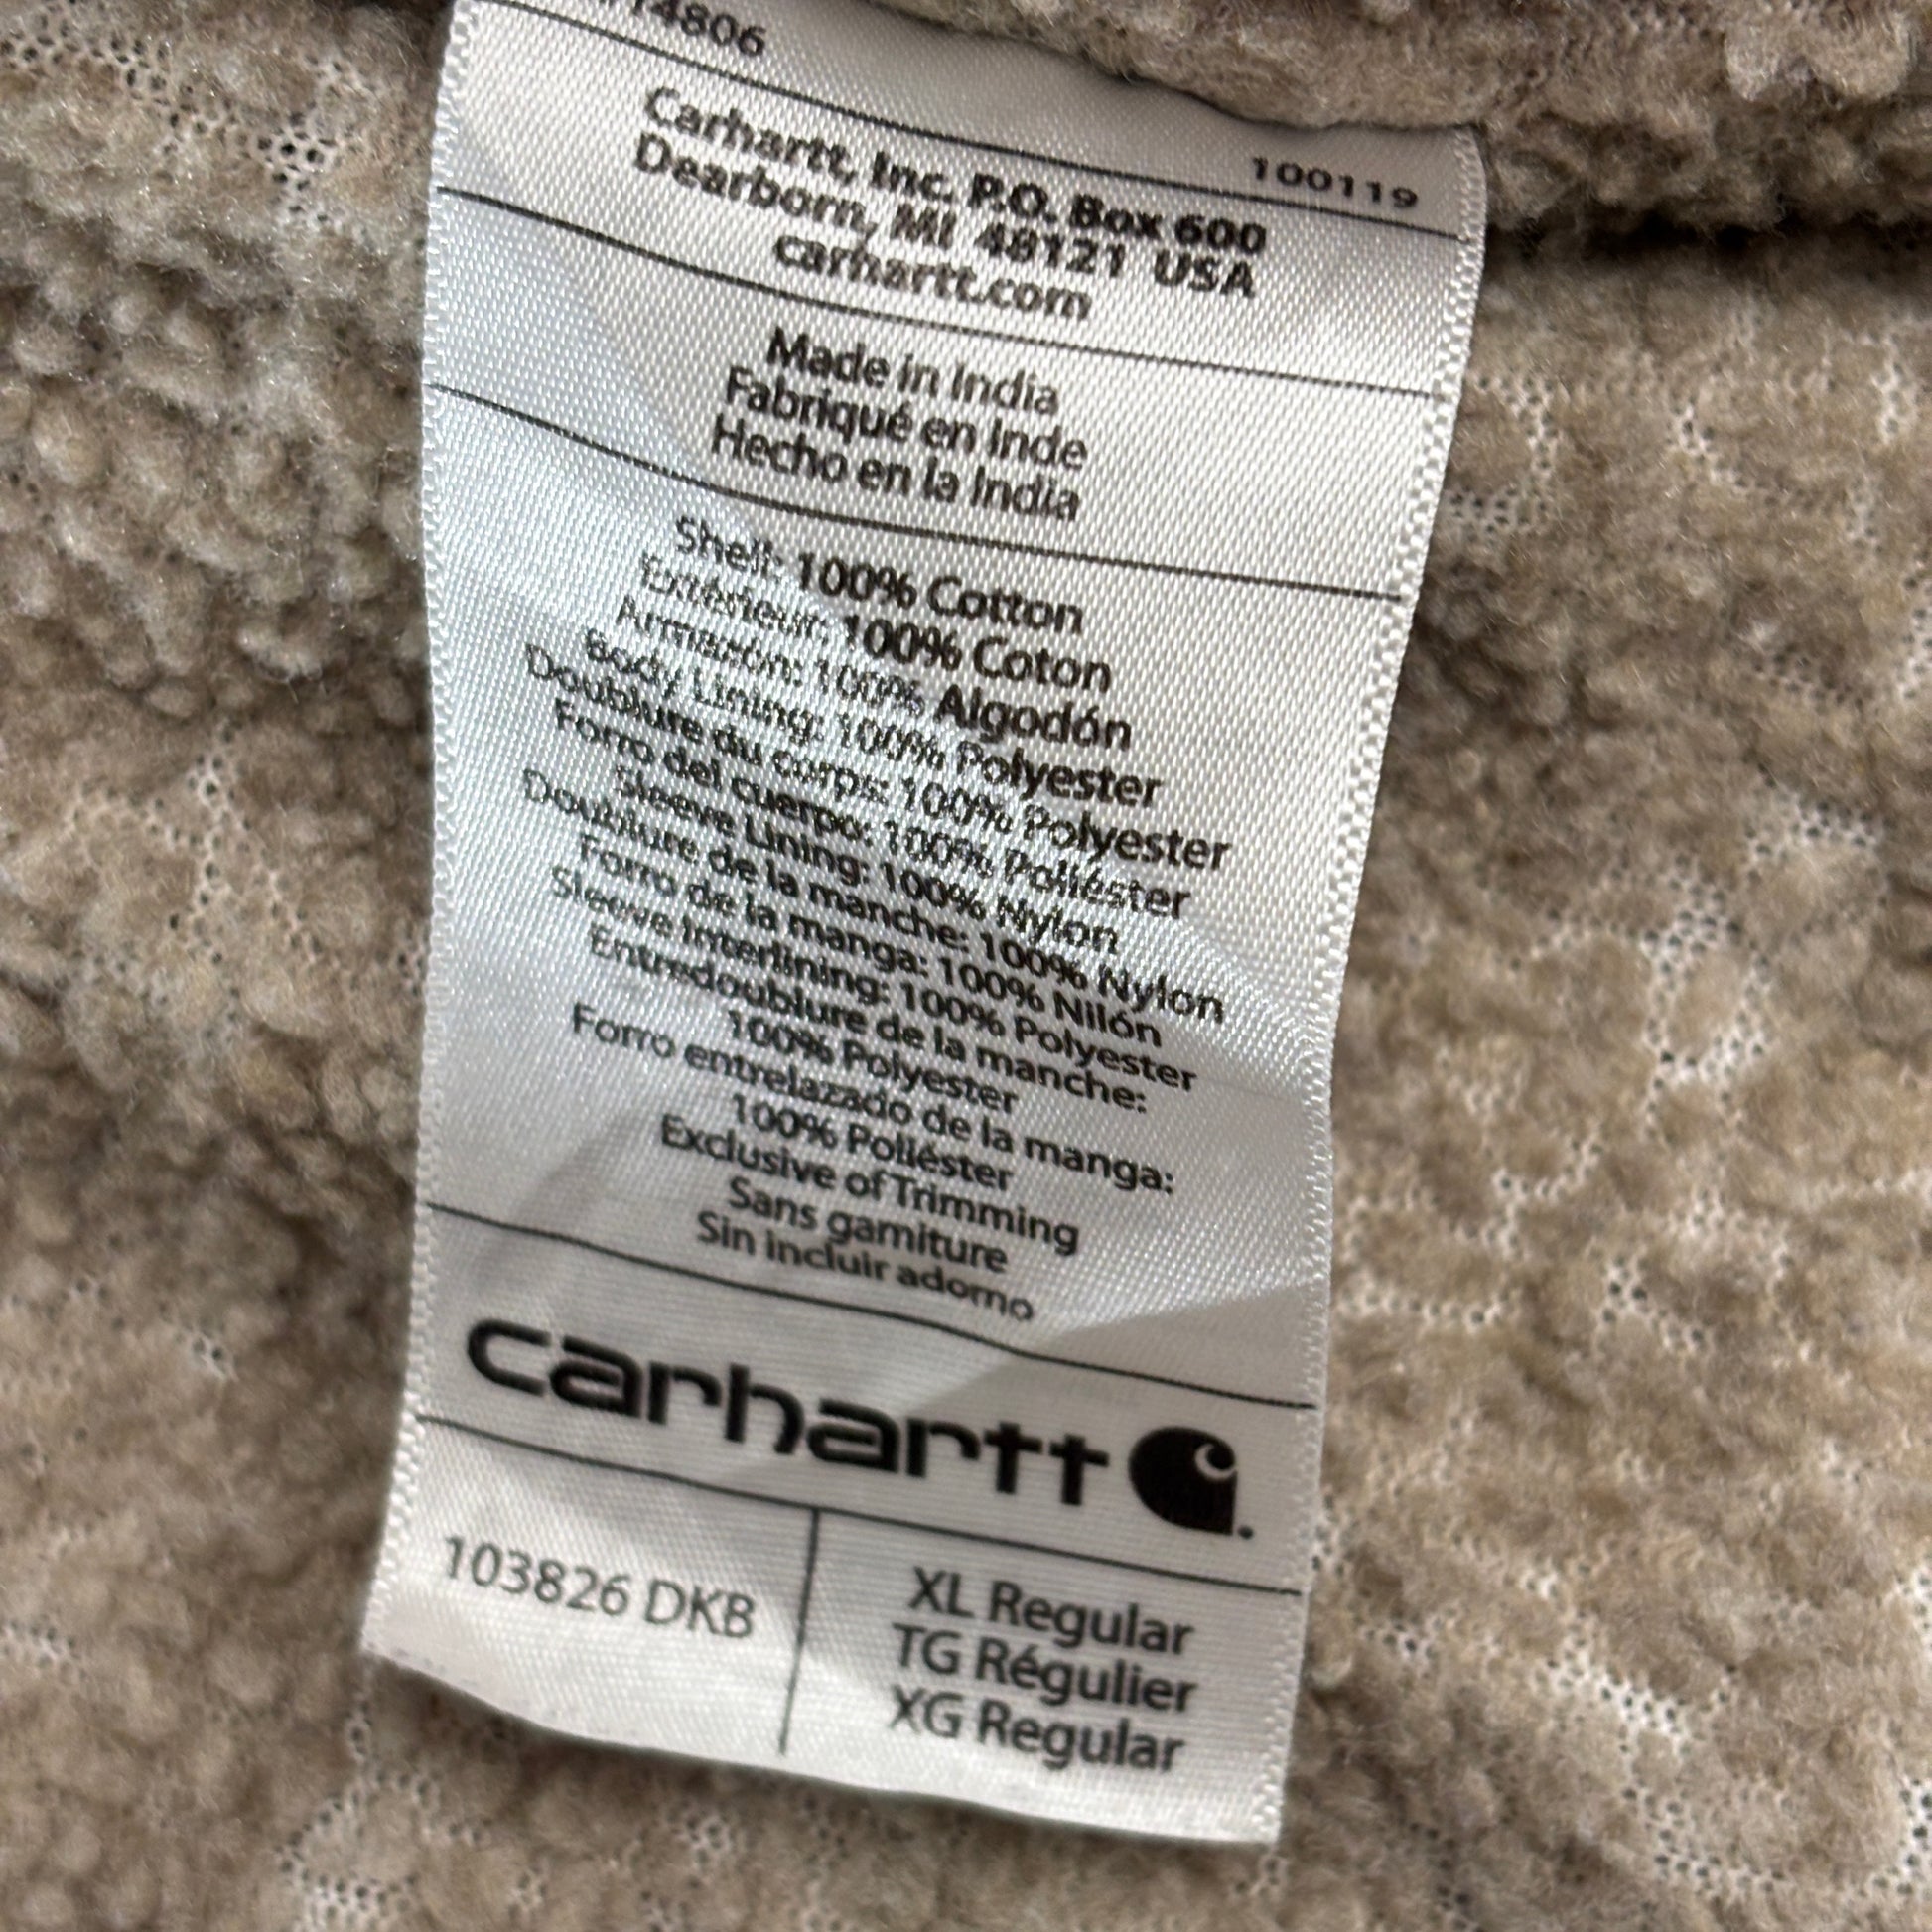 14806
100119
Carhartt, Inc. P.O. Box 600
Dearborn, MI 48121 USA
carhartt.com
Made in India
Fabriqué en Inde
Hecho en la India
Shell: 100% Cotton
Extérieur: 100% Coton
Armasón: 100% Algodón
Body Lining: 100% Polyester
Doublure du corps: 100% Polyester
Forro del cuerpo: 100% Poliéster
Sleeve Lining: 100% Nylon
Doublure de la manche: 100% Nylon
Forro de la manga: 100% Nilón
Sleeve Interlining: 100% Polyester
Entredoublure de la manche:
100% Polyester
Forro entrelazado de la manga:
100% Poliéster
Exclusive of Trimming
Sans garniture
Sin incluir adorno
carhartt
103826 DKB
XL Regular
TG Régulier
XG Regular